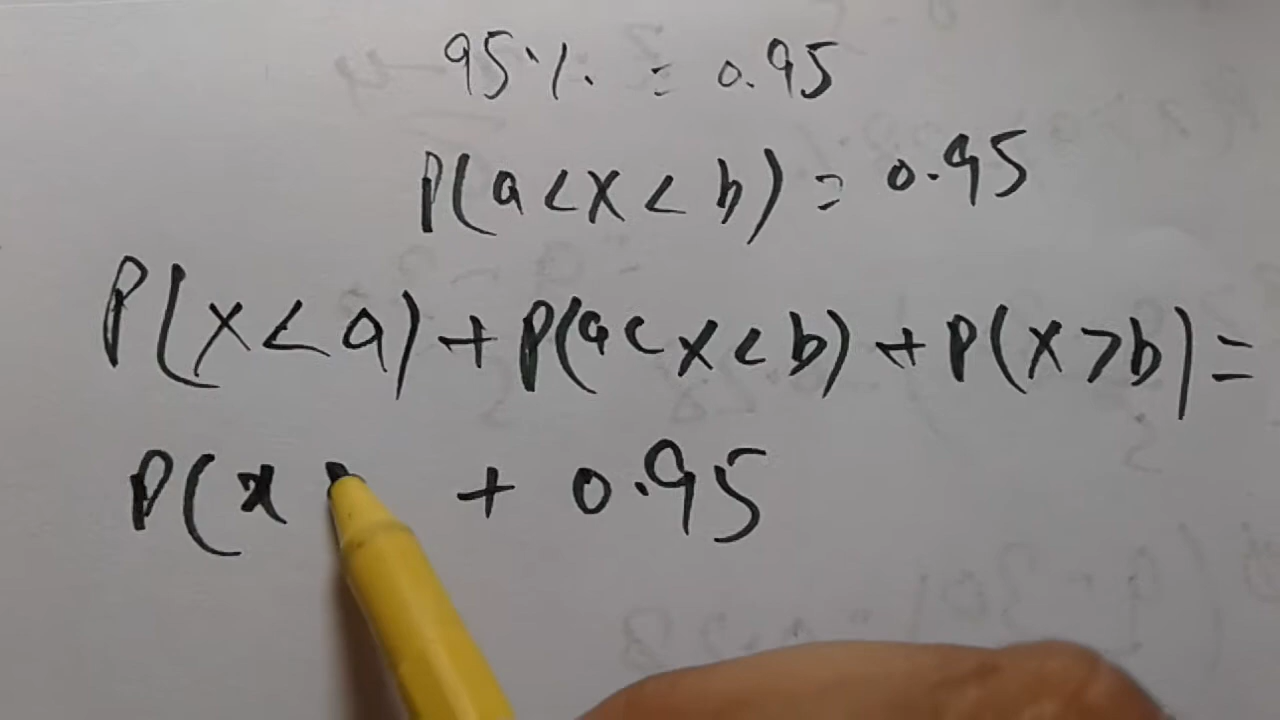 95% = 0.95
P(a<x<b) = 0.95
P(x<a)+P(a<x<b)+P(x>b)=
P(x + 0.95